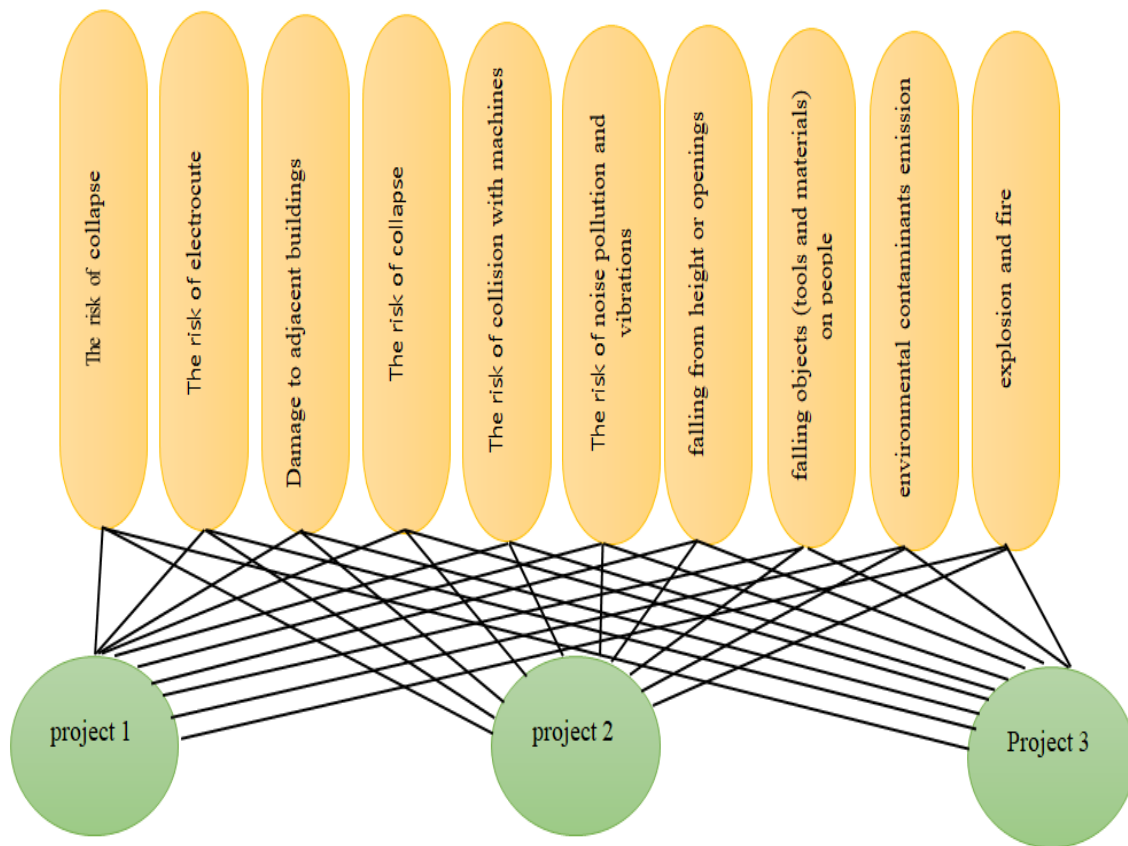 The risk of collapse
The risk of electrocute
Damage to adjacent buildings
The risk of collapse
The risk of collision with machines
The risk of noise pollution and
vibrations
falling from height or openings
falling objects (tools and materials)
on people
environmental contaminants emission
explosion and fire
project 1
project 2
Project 3